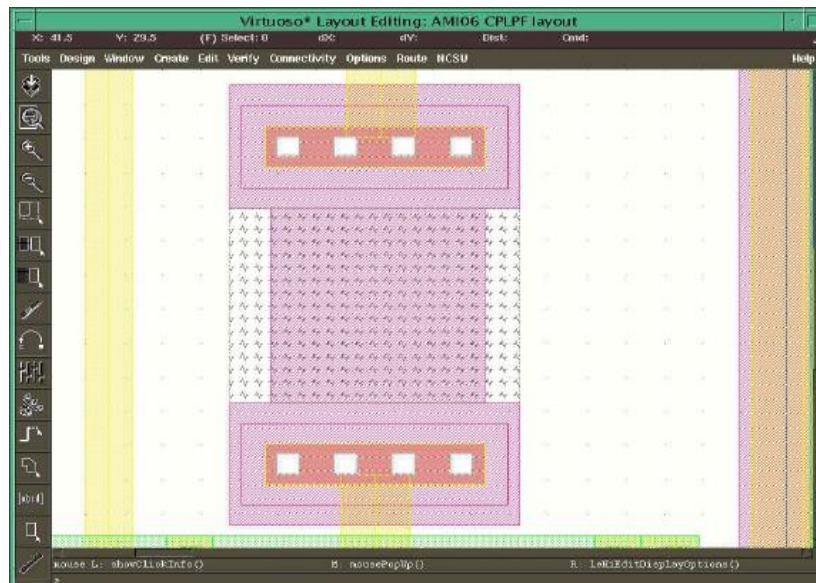 Virtuoso* Layout Editing: AMI06 CPLPF layout
X: 41.5 Y: 29.5 (F) Select: 0 dX: dY: Dist: Cmd:
Tools Design Window Create Edit Verify Connectivity Options Route NCSU Help
[abcd]
mouse L: showClickInfo() M: mousePopUp() R: leHiEditDisplayOptions()
>